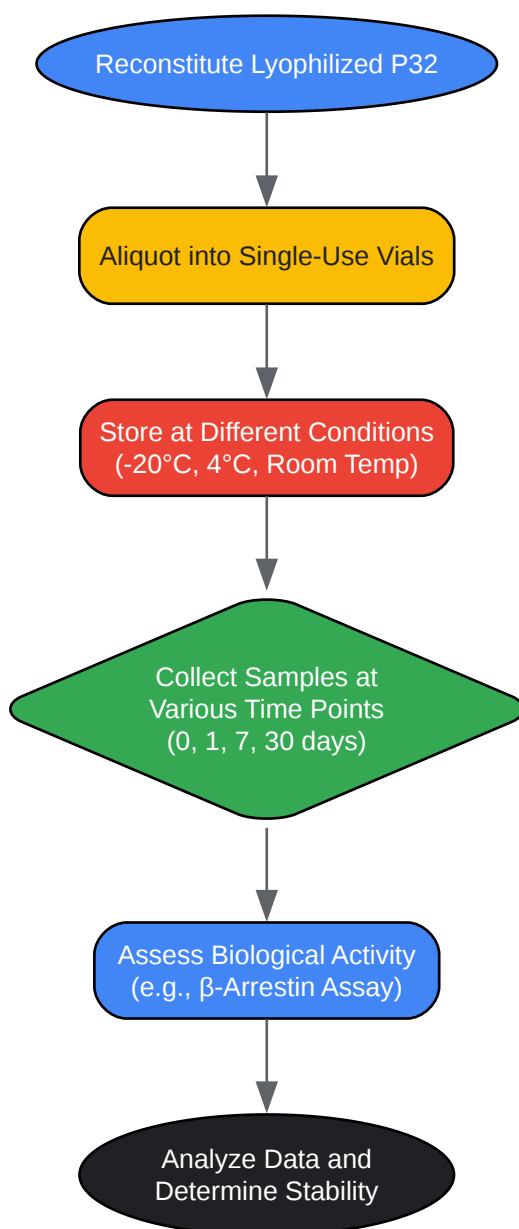 Reconstitute Lyophilized P32
Aliquot into Single-Use Vials
Store at Different Conditions
(-20°C, 4°C, Room Temp)
Collect Samples at
Various Time Points
(0, 1, 7, 30 days)
Assess Biological Activity
(e.g., β-Arrestin Assay)
Analyze Data and
Determine Stability